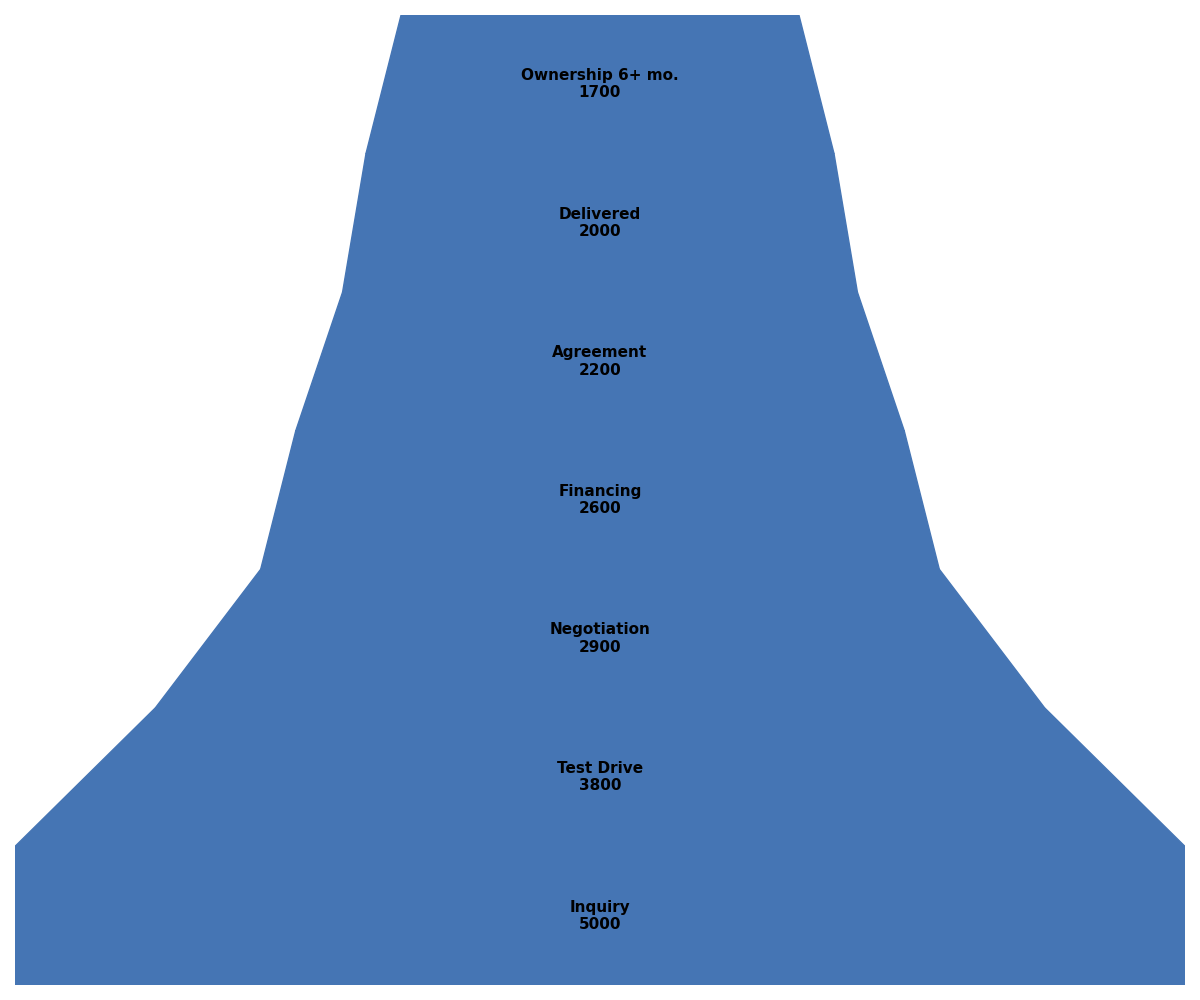 Ownership 6+ mo.
1700
Delivered
2000
Agreement
2200
Financing
2600
Negotiation
2900
Test Drive
3800
Inquiry
5000